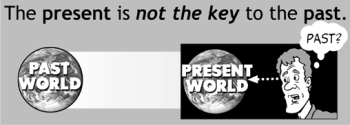 The present is not the key to the past.
PAST?
PAST
WORLD
PRESENT
WORLD